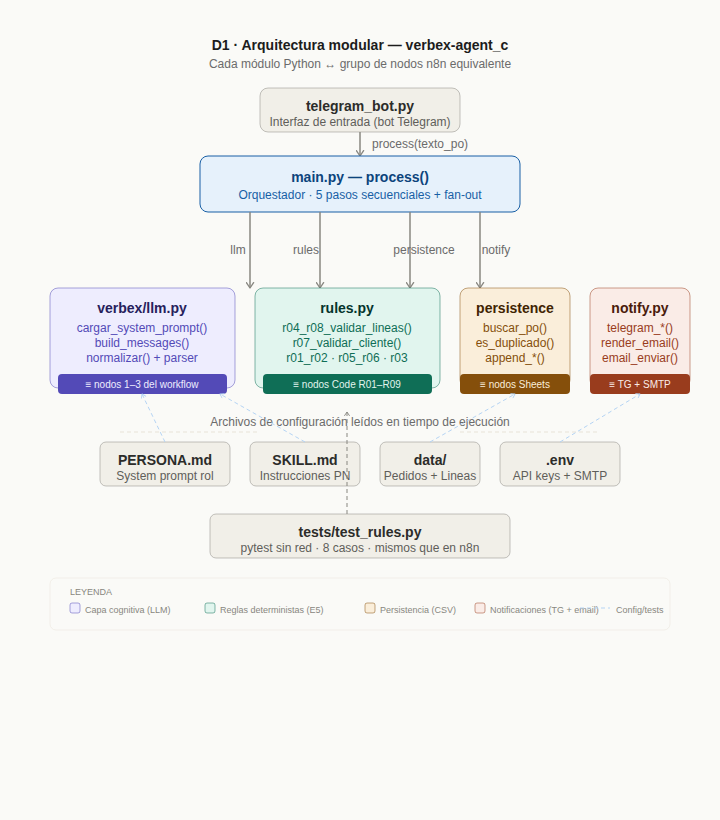 D1 · Arquitectura modular — verbex-agent_c
Cada módulo Python ↔ grupo de nodos n8n equivalente
telegram_bot.py
Interfaz de entrada (bot Telegram)
process(texto_po)
main.py — process()
Orquestador · 5 pasos secuenciales + fan-out
llm
rules
persistence
notify
verbex/llm.py
cargar_system_prompt()
build_messages()
normalizar() + parser
≡ nodos 1–3 del workflow
rules.py
r04_r08_validar_lineas()
r07_validar_cliente()
r01_r02 · r05_r06 · r03
≡ nodos Code R01–R09
persistence
buscar_po()
es_duplicado()
append_*()
≡ nodos Sheets
notify.py
telegram_*()
render_email()
email_enviar()
≡ TG + SMTP
Archivos de configuración leídos en tiempo de ejecución
PERSONA.md
System prompt rol
SKILL.md
Instrucciones PN
data/
Pedidos + Lineas
.env
API keys + SMTP
tests/test_rules.py
pytest sin red · 8 casos · mismos que en n8n
LEYENDA
Capa cognitiva (LLM)
Reglas deterministas (E5)
Persistencia (CSV)
Notificaciones (TG + email)
Config/tests